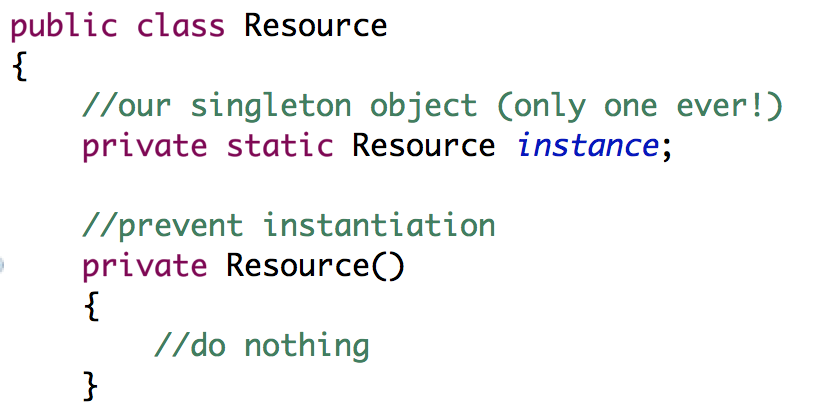 public class Resource
{
    //our singleton object (only one ever!)
    private static Resource instance;

    //prevent instantiation
    private Resource()
    {
        //do nothing
    }